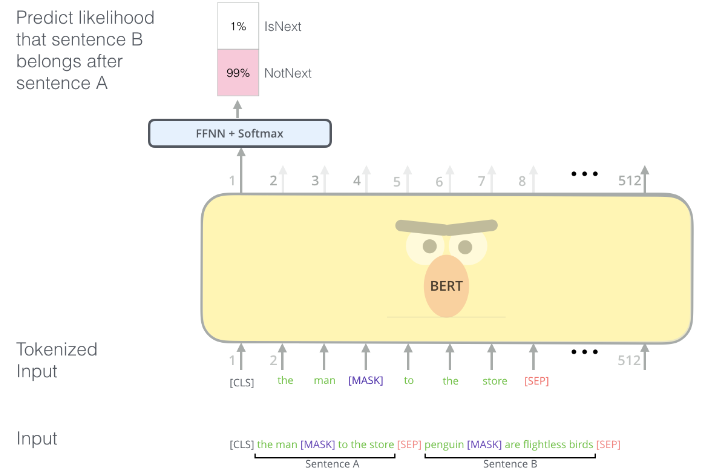 Predict likelihood
that sentence B
belongs after
sentence A
1% IsNext
99% NotNext
FFNN + Softmax
1 2 3 4 5 6 7 8 ••• 512
BERT
Tokenized
Input
1 2 ••• 512
[CLS] the man [MASK] to the store [SEP]
Input
[CLS] the man [MASK] to the store [SEP] penguin [MASK] are flightless birds [SEP]
Sentence A Sentence B